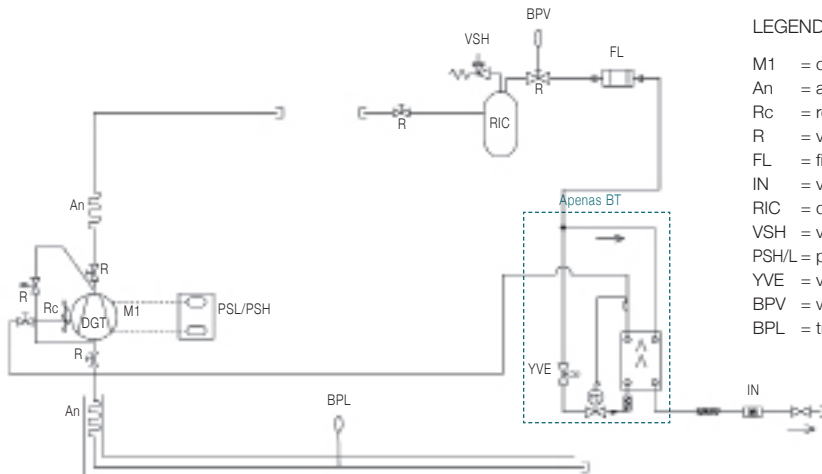 BPV
VSH
FL
R
RIC
R
An
Apenas BT
R
R
Rc
M1
DGT
PSL/PSH
R
YVE
An
BPL
IN
LEGEND
M1 =
An =
Rc =
R =
FL =
IN =
RIC =
VSH =
PSH/L =
YVE =
BPV =
BPL =